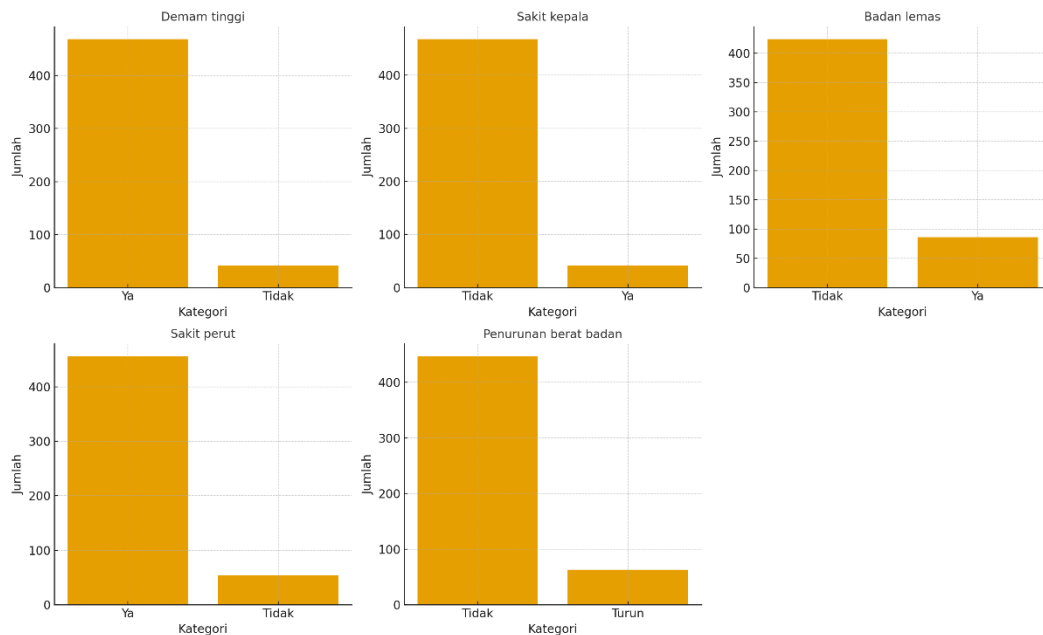 Demam tinggi
Jumlah
400
300
200
100
0
Ya Tidak
Kategori
Sakit kepala
Jumlah
400
300
200
100
0
Tidak Ya
Kategori
Badan lemas
Jumlah
400
350
300
250
200
150
100
50
0
Tidak Ya
Kategori
Sakit perut
Jumlah
400
300
200
100
0
Ya Tidak
Kategori
Penurunan berat badan
Jumlah
400
300
200
100
0
Tidak Turun
Kategori